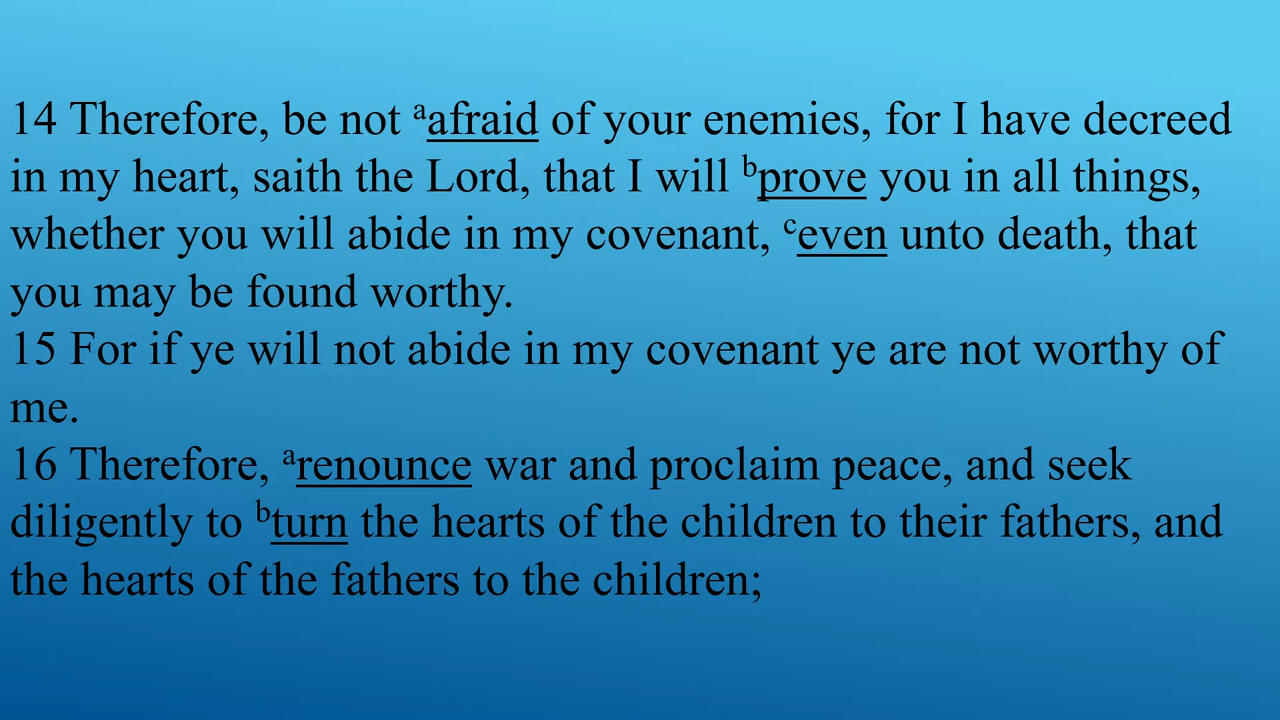 14 Therefore, be not aafraid of your enemies, for I have decreed
in my heart, saith the Lord, that I will bprove you in all things,
whether you will abide in my covenant, ceven unto death, that
you may be found worthy.
15 For if ye will not abide in my covenant ye are not worthy of
me.
16 Therefore, arenounce war and proclaim peace, and seek
diligently to bturn the hearts of the children to their fathers, and
the hearts of the fathers to the children;